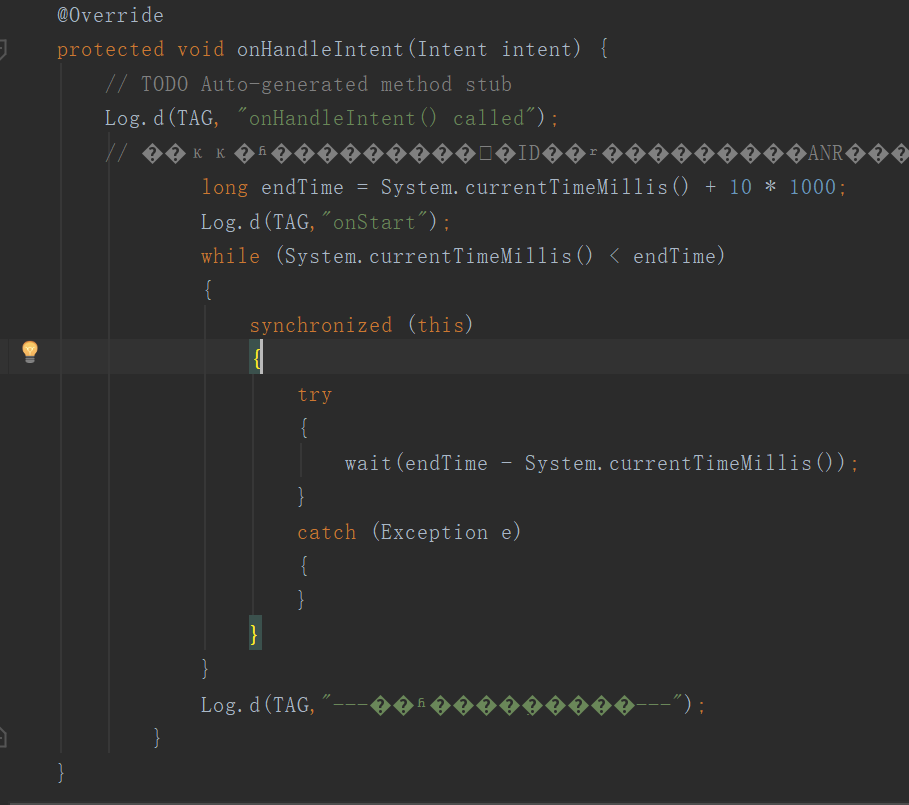 @Override
protected void onHandleIntent(Intent intent) {
// TODO Auto-generated method stub
Log.d(TAG, "onHandleIntent() called");
// ID ANR
long endTime = System.currentTimeMillis() + 10 * 1000;
Log.d(TAG,"onStart");
while (System.currentTimeMillis() < endTime)
{
synchronized (this)
{
try
{
wait(endTime - System.currentTimeMillis());
}
catch (Exception e)
{
}
}
}
Log.d(TAG,"--- ---");
}
}